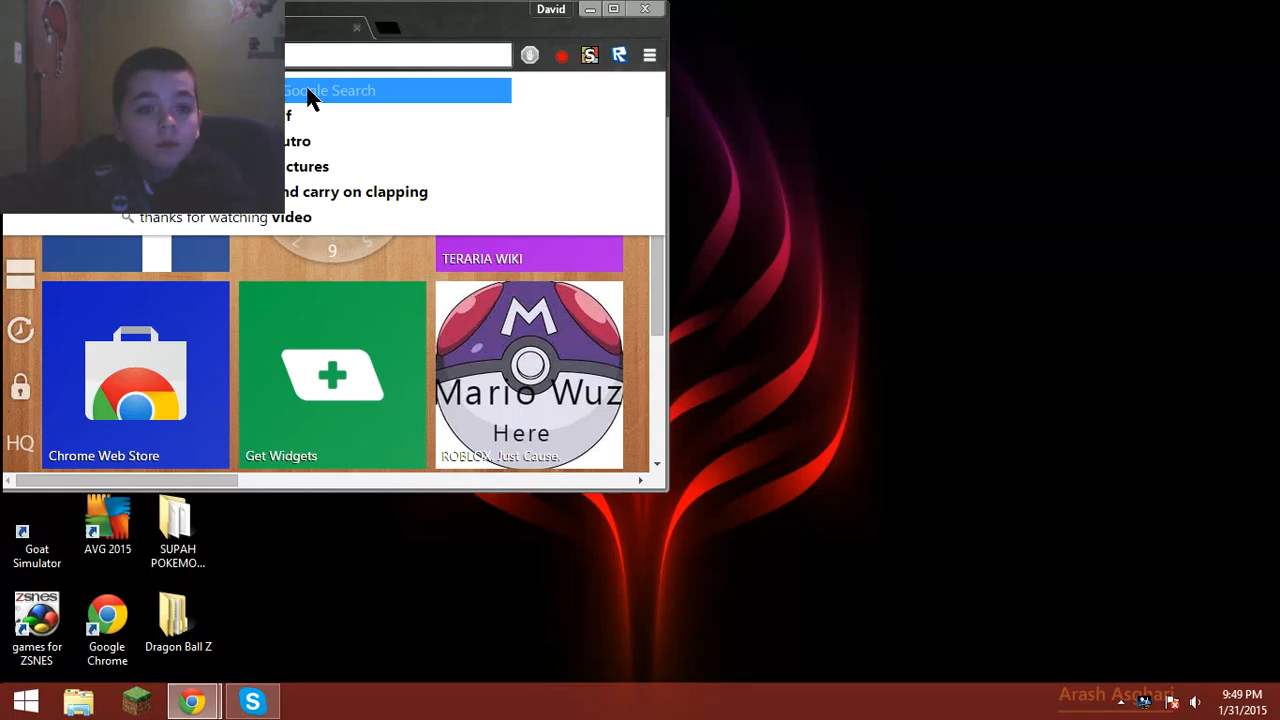 David
Google Search
f
utro
ctures
nd carry on clapping
thanks for watching video
9
TERARIA WIKI
HQ
Chrome Web Store
Get Widgets
M
Mario Wuz
Here
ROBLOX, Just Cause.
Goat
Simulator
AVG 2015
SUPAH
POKEMO...
ZSNES
games for
ZSNES
Google
Chrome
Dragon Ball Z
Arash Asghari
9:49 PM
1/31/2015